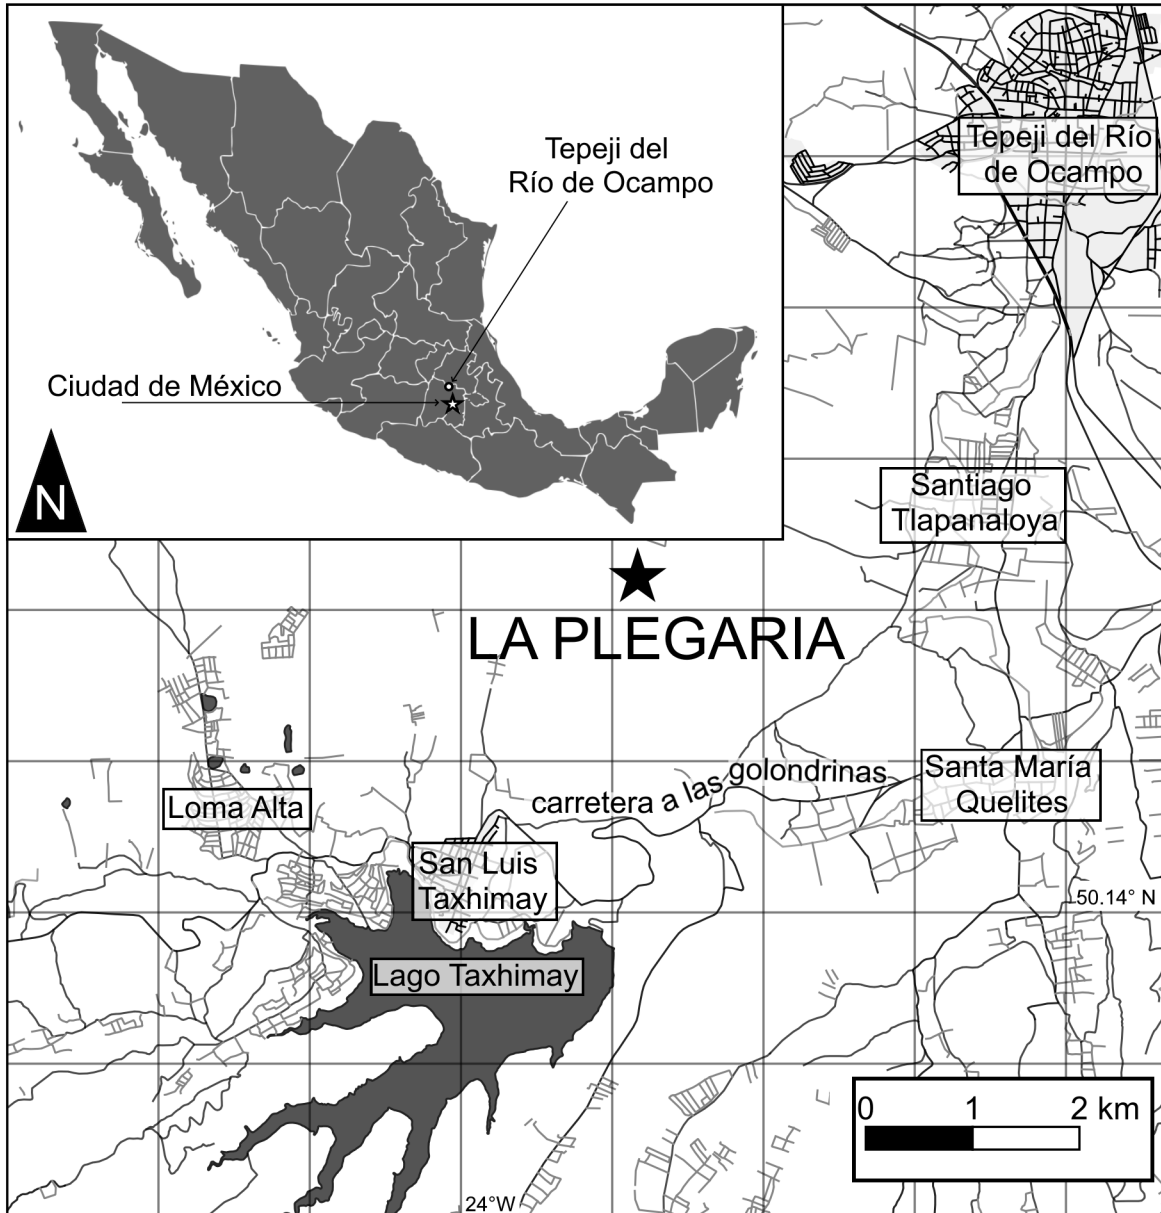 Tepeji del
Río de Ocampo
Ciudad de México
N
Tepeji del Río
de Ocampo
Santiago
Tlapanaloya
LA PLEGARIA
carretera a las golondrinas
Santa María
Quelites
Loma Alta
San Luis
Taxhimay
50.14° N
Lago Taxhimay
0 1 2 km
24°W